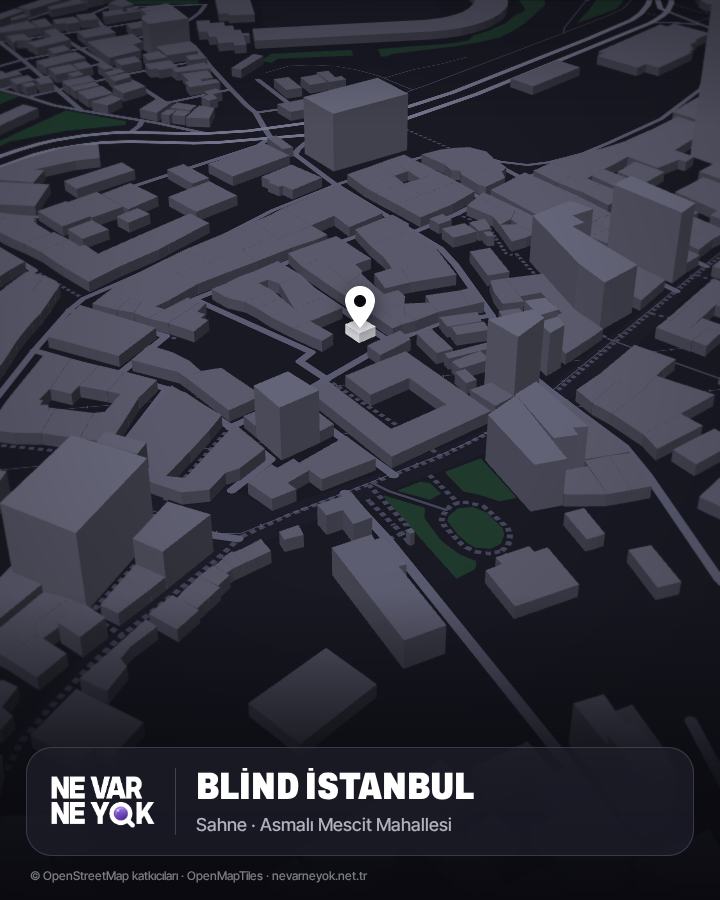 NE VAR
NE YOK
BLİND İSTANBUL
Sahne · Asmalı Mescit Mahallesi
© OpenStreetMap katkıcıları · OpenMapTiles · nevarneyok.net.tr